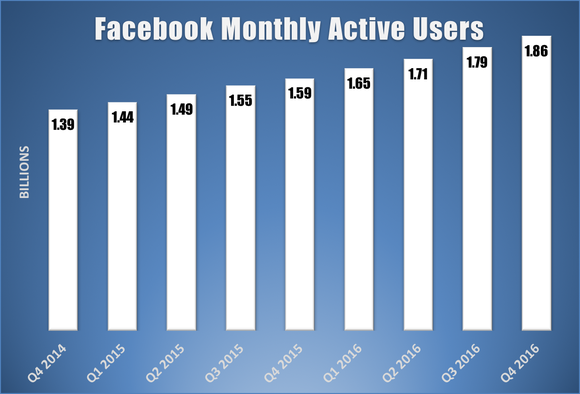 Facebook Monthly Active Users
BILLIONS
1.39
1.44
1.49
1.55
1.59
1.65
1.71
1.79
1.86
Q4 2014
Q1 2015
Q2 2015
Q3 2015
Q4 2015
Q1 2016
Q2 2016
Q3 2016
Q4 2016